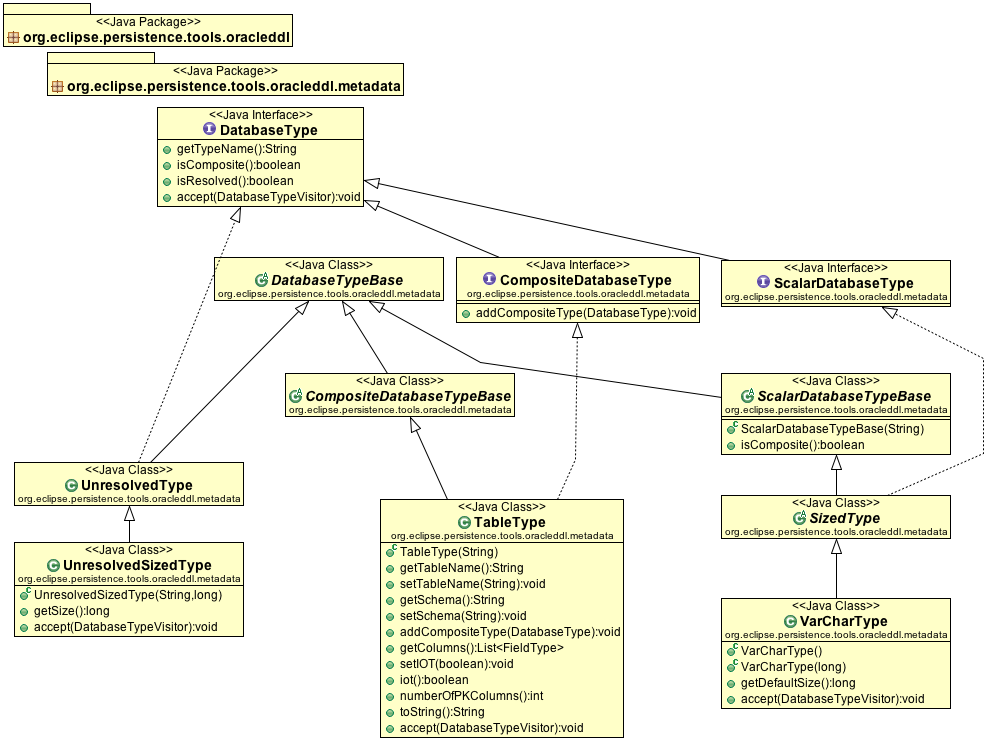 <<Java Package>>
org.eclipse.persistence.tools.oracleddl
<<Java Package>>
org.eclipse.persistence.tools.oracleddl.metadata
<<Java Interface>>
DatabaseType
getTypeName():String
isComposite():boolean
isResolved():boolean
accept(DatabaseTypeVisitor):void
<<Java Class>>
DatabaseTypeBase
org.eclipse.persistence.tools.oracleddl.metadata
<<Java Interface>>
CompositeDatabaseType
org.eclipse.persistence.tools.oracleddl.metadata
addCompositeType(DatabaseType):void
<<Java Interface>>
ScalarDatabaseType
org.eclipse.persistence.tools.oracleddl.metadata
<<Java Class>>
CompositeDatabaseTypeBase
org.eclipse.persistence.tools.oracleddl.metadata
<<Java Class>>
ScalarDatabaseTypeBase
org.eclipse.persistence.tools.oracleddl.metadata
ScalarDatabaseTypeBase(String)
isComposite():boolean
<<Java Class>>
UnresolvedType
org.eclipse.persistence.tools.oracleddl.metadata
<<Java Class>>
UnresolvedSizedType
org.eclipse.persistence.tools.oracleddl.metadata
UnresolvedSizedType(String,long)
getSize():long
accept(DatabaseTypeVisitor):void
<<Java Class>>
TableType
org.eclipse.persistence.tools.oracleddl.metadata
TableType(String)
getTableName():String
setTableName(String):void
getSchema():String
setSchema(String):void
addCompositeType(DatabaseType):void
getColumns():List<FieldType>
setIOT(boolean):void
iot():boolean
numberOfPKColumns():int
toString():String
accept(DatabaseTypeVisitor):void
<<Java Class>>
SizedType
org.eclipse.persistence.tools.oracleddl.metadata
<<Java Class>>
VarCharType
org.eclipse.persistence.tools.oracleddl.metadata
VarCharType()
VarCharType(long)
getDefaultSize():long
accept(DatabaseTypeVisitor):void